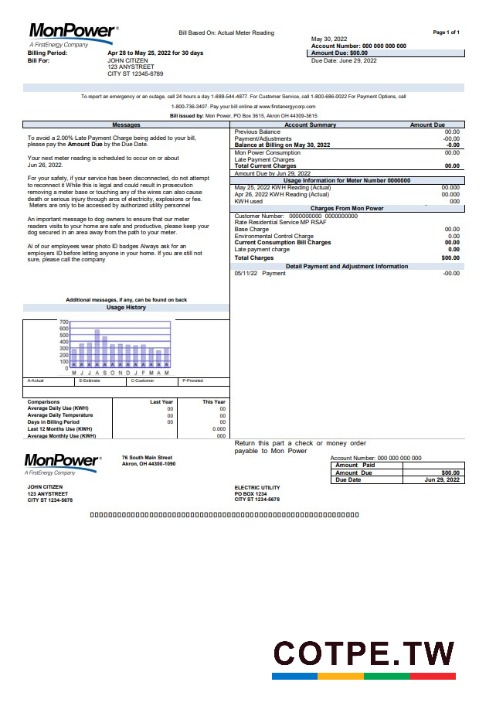 MonPower®
A FirstEnergy Company
Bill Based On: Actual Meter Reading
Page 1 of 1
May 30, 2022
Account Number: 000 000 000 000
Amount Due: $00.00
Due Date: June 29, 2022
Billing Period: Apr 28 to May 25, 2022 for 30 days
Bill For: JOHN CITIZEN
123 ANYSTREET
CITY ST 12345-6789
To report an emergency or an outage, call 24 hours a day 1-888-544-4877. For Customer Service, call 1-800-686-0022 For Payment Options, call
1-800-736-3407. Pay your bill online at www.firstenergycorp.com
Bill issued by: Mon Power, PO Box 3615, Akron OH 44309-3615
Messages
To avoid a 2.00% Late Payment Charge being added to your bill,
please pay the Amount Due by the Due Date.
Your next meter reading is scheduled to occur on or about
Jun 26, 2022.
For your safety, if your service has been disconnected, do not attempt
to reconnect it While this is legal and could result in prosecution
removing a meter base or touching any of the wires can also cause
death or serious injury through arcs of electricity, explosions or fire.
Meters are only to be accessed by authorized utility personnel
An important message to dog owners to ensure that our meter
readers visits to your home are safe and productive, please keep your
dog secured in an area away from the path to your meter.
Al of our employees wear photo ID badges Always ask for an
employers ID before letting anyone in your home. If you are still not
sure, please call the company
Additional messages, if any, can be found on back
Account Summary Amount Due
Previous Balance 00.00
Payment/Adjustments -00.00
Balance at Billing on May 30, 2022 -0.00
Mon Power Consumption 00.00
Late Payment Charges
Total Current Charges 00.00
Amount Due by Jun 29, 2022
Usage Information for Meter Number 0000000
May 25, 2022 KWH Reading (Actual) 00.000
Apr 26, 2022 KWH Reading (Actual) 00.000
KWH used 000
Charges From Mon Power
Customer Number: 0000000000 0000000000
Rate Residential Service MP RSAF
Base Charge 00.00
Environmental Control Charge 0.00
Current Consumption Bill Charges 00.00
Late payment charge 0.00
Total Charges $00.00
Detail Payment and Adjustment Information
05/11/22 Payment -00.00
Usage History
700
600
500
400
300
200
100
0
A A A A A A A A A A A A A
M J J A S O N D J F M A M
A-Actual E-Estimate C-Customer P-Prorated
Comparisons Last Year This Year
Average Daily Use (KWH) 00 00
Average Daily Temperature 00 00
Days in Billing Period 00 00
Last 12 Months Use (KWH) 0.000
Average Monthly Use (KWH) 000
Return this part a check or money order
payable to Mon Power
MonPower®
A FirstEnergy Company
76 South Main Street
Akron, OH 44300-1090
Account Number: 000 000 000 000
Amount Paid
Amount Due $00.00
Due Date Jun 29, 2022
JOHN CITIZEN
123 ANYSTREET
CITY ST 1234-5678
ELECTRIC UTILITY
PO BOX 1234
CITY ST 1234-5678
COTPE.TW